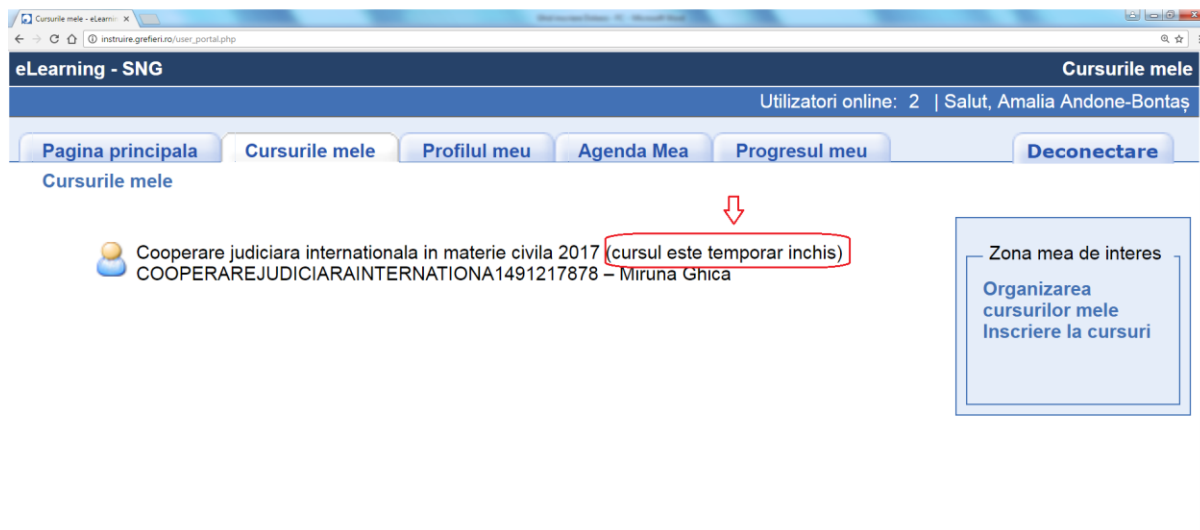 Cursurile mele - eLearnin
instruire.grefieri.ro/user_portal.php
eLearning - SNG
Cursurile mele
Utilizatori online: 2 | Salut, Amalia Andone-Bontaș
Pagina principala
Cursurile mele
Profilul meu
Agenda Mea
Progresul meu
Deconectare
Cursurile mele
Cooperare judiciara internationala in materie civila 2017 (cursul este temporar inchis)
COOPERAREJUDICIARAINTERNATIONA1491217878 – Miruna Ghica
Zona mea de interes
Organizarea
cursurilor mele
Inscriere la cursuri